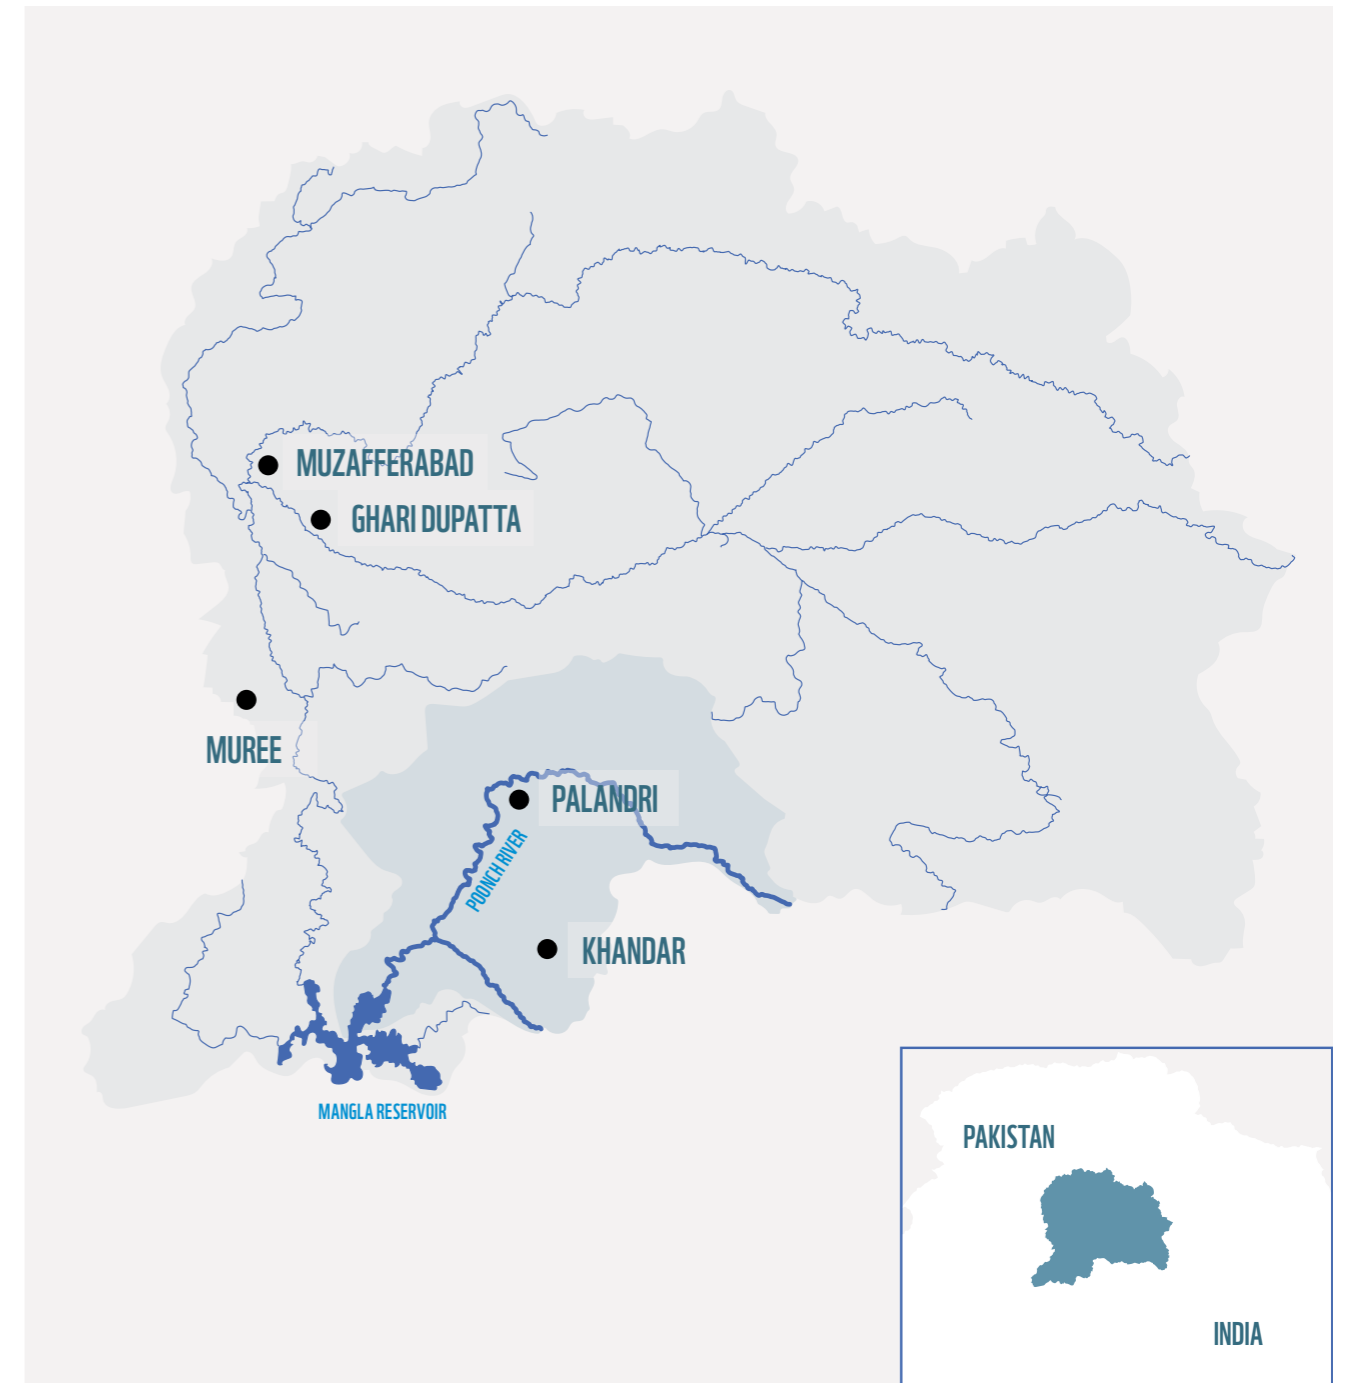 MUZAFFERABAD
GHARI DUPATTA
MUREE
PALANDRI
POONCH RIVER
KHANDAR
MANGLA RESERVOIR
PAKISTAN
INDIA